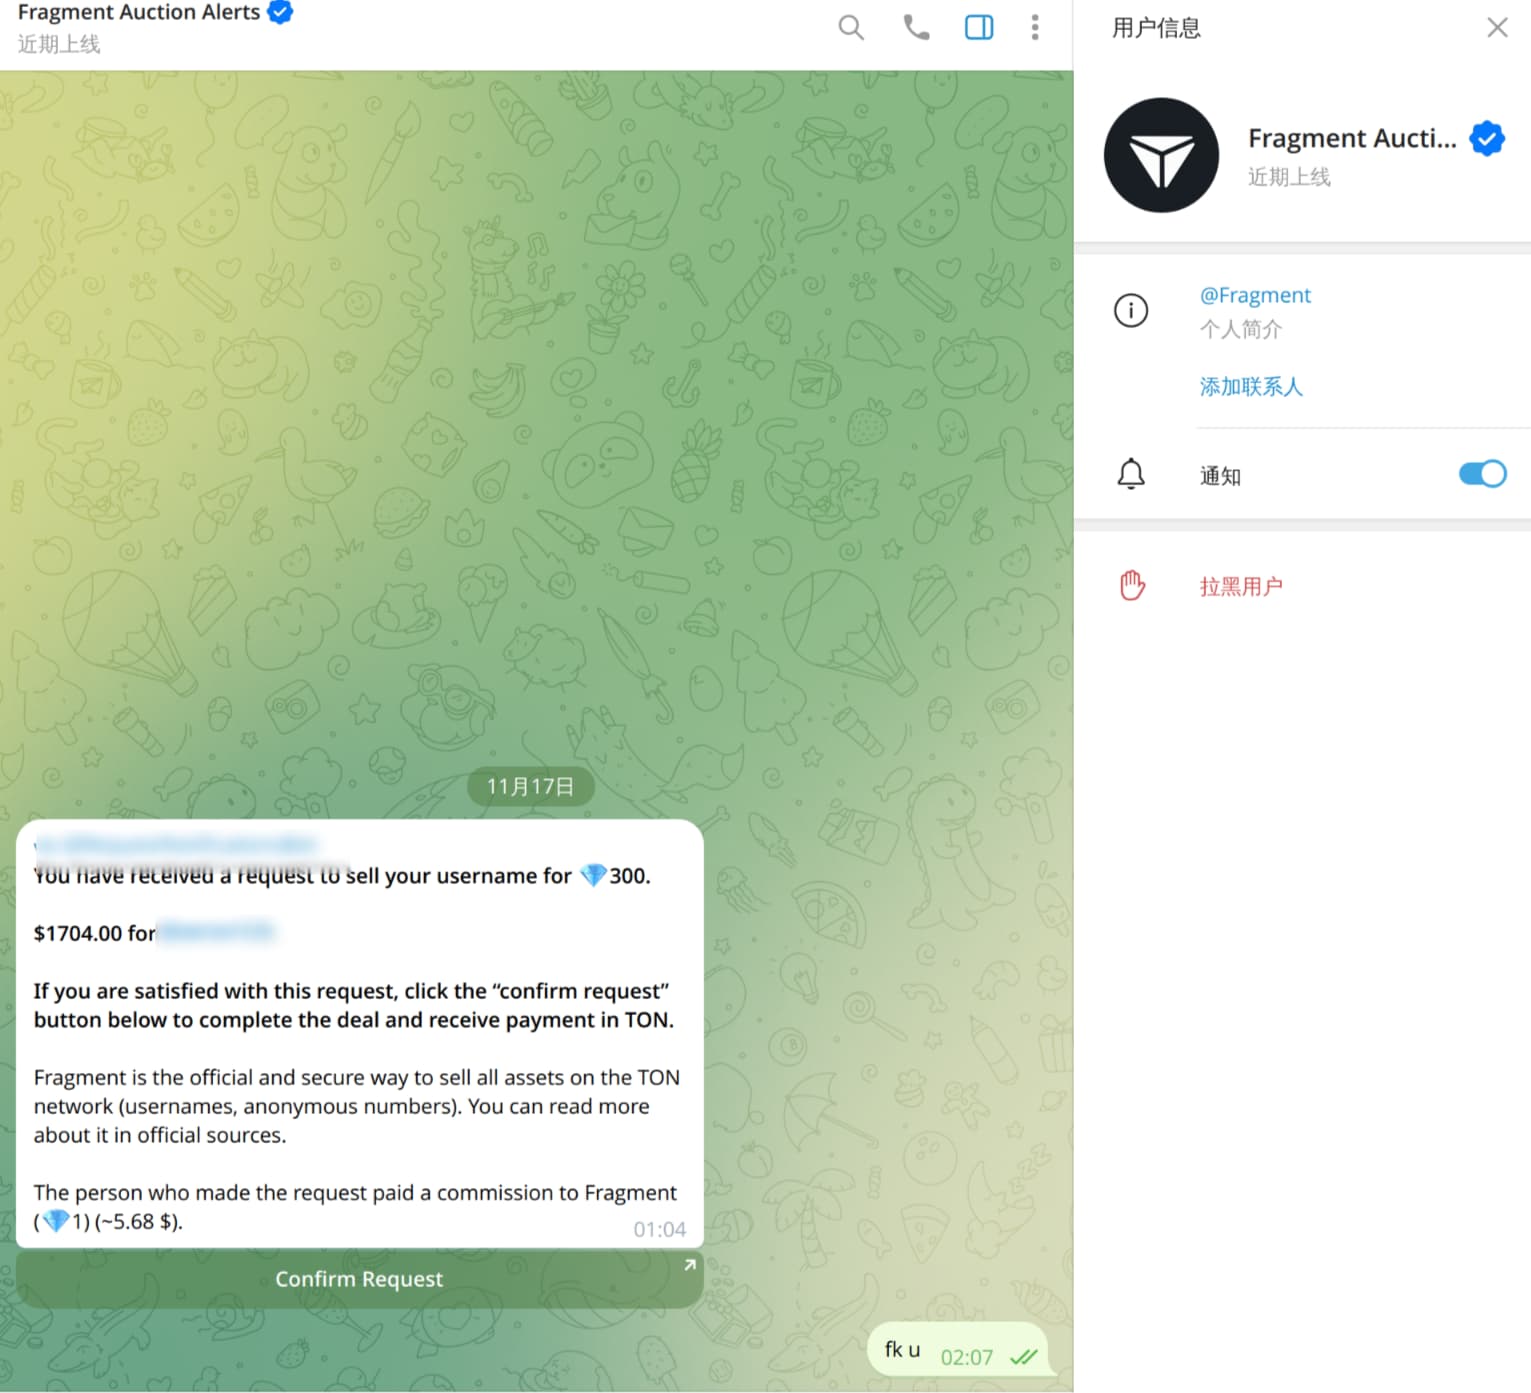 Fragment Auction Alerts
近期上线
用户信息
Fragment Aucti...
近期上线
@Fragment
个人简介
添加联系人
通知
拉黑用户
11月17日
You have received a request to sell your username for 💎300.
$1704.00 for
If you are satisfied with this request, click the “confirm request”
button below to complete the deal and receive payment in TON.
Fragment is the official and secure way to sell all assets on the TON
network (usernames, anonymous numbers). You can read more
about it in official sources.
The person who made the request paid a commission to Fragment
(💎1) (~5.68 $).
01:04
Confirm Request
fk u 02:07